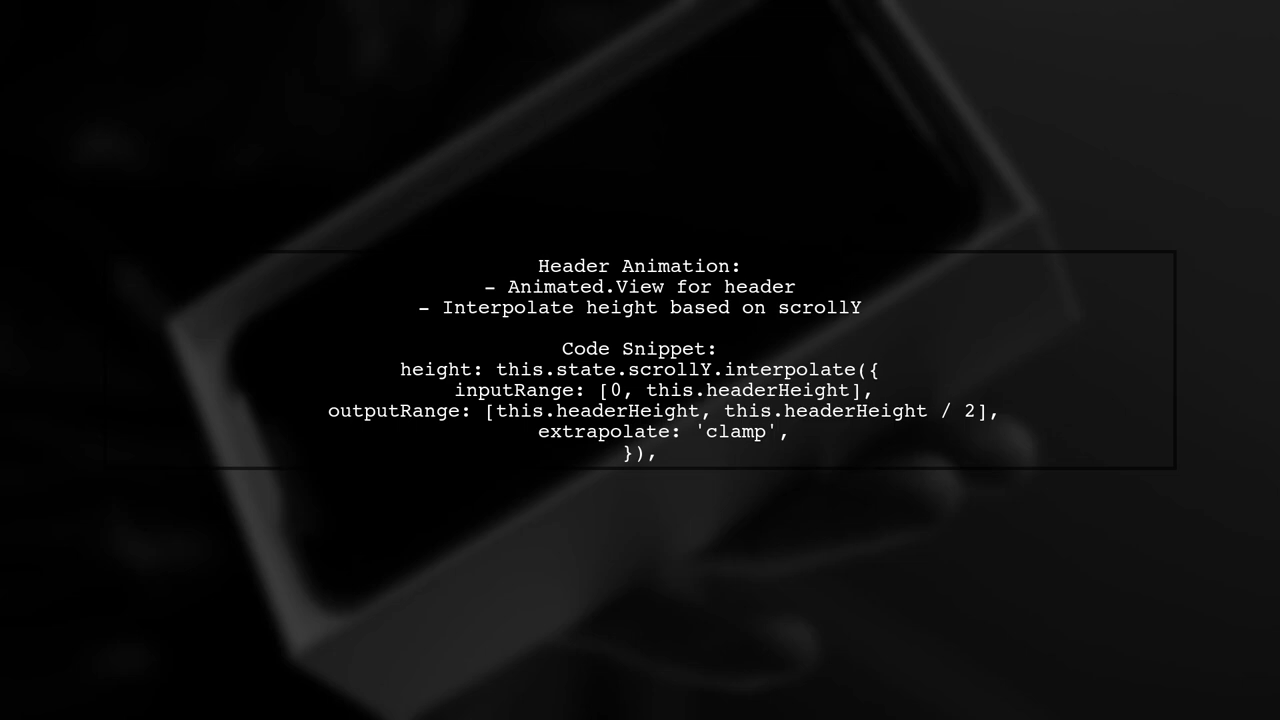 Header Animation:
- Animated.View for header
- Interpolate height based on scrollY
Code Snippet:
height: this.state.scrollY.interpolate({
inputRange: [0, this.headerHeight],
outputRange: [this.headerHeight, this.headerHeight / 2],
extrapolate: 'clamp',
}),